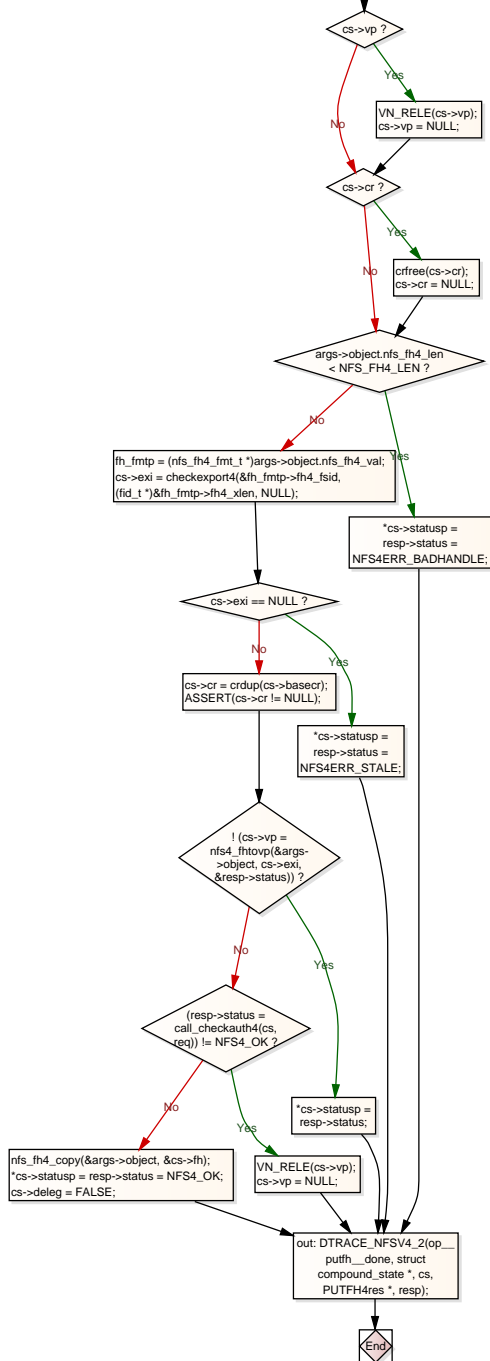 cs->vp ?
Yes
No
VN_RELE(cs->vp);
cs->vp = NULL;
cs->cr ?
Yes
No
crfree(cs->cr);
cs->cr = NULL;
args->object.nfs_fh4_len
< NFS_FH4_LEN ?
No
Yes
fh_fmtp = (nfs_fh4_fmt_t *)args->object.nfs_fh4_val;
cs->exi = checkexport4(&fh_fmtp->fh4_fsid,
(fid_t *)&fh_fmtp->fh4_xlen, NULL);
*cs->statusp =
resp->status =
NFS4ERR_BADHANDLE;
cs->exi == NULL ?
No
Yes
cs->cr = crdup(cs->basecr);
ASSERT(cs->cr != NULL);
*cs->statusp =
resp->status =
NFS4ERR_STALE;
! (cs->vp =
nfs4_fhtovp(&args-
>object, cs->exi,
&resp->status)) ?
No
Yes
(resp->status =
call_checkauth4(cs,
req)) != NFS4_OK ?
No
Yes
*cs->statusp =
resp->status;
nfs_fh4_copy(&args->object, &cs->fh);
*cs->statusp = resp->status = NFS4_OK;
cs->deleg = FALSE;
VN_RELE(cs->vp);
cs->vp = NULL;
out: DTRACE_NFSV4_2(op__
putfh__done, struct
compound_state *, cs,
PUTFH4res *, resp);
End